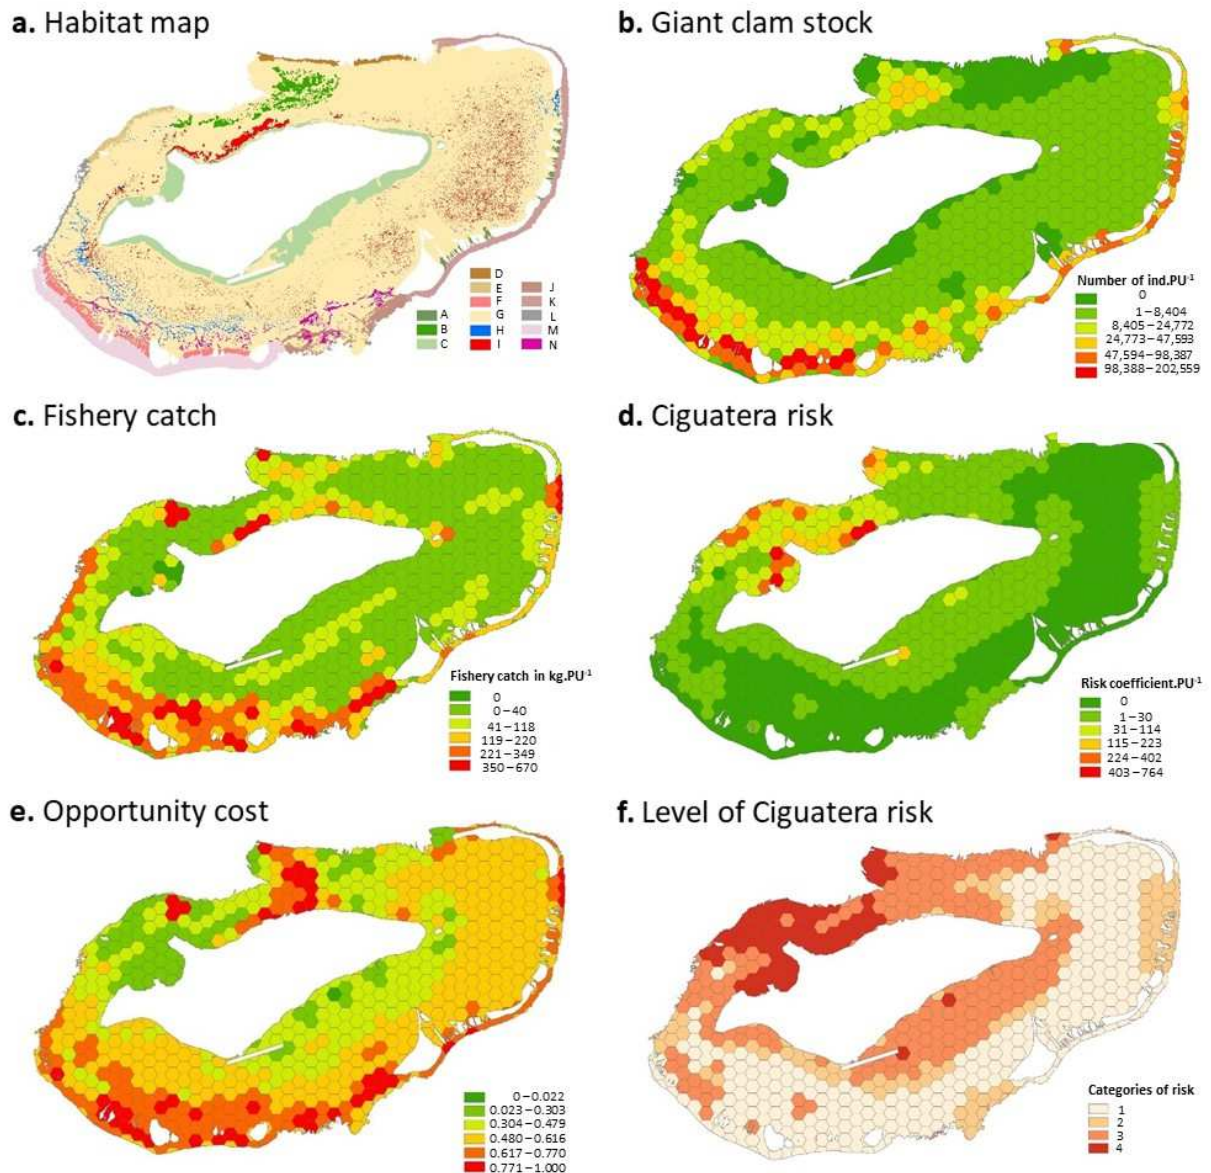 a. Habitat map
A
B
C
D
E
F
G
H
I
J
K
L
M
N
b. Giant clam stock
Number of ind.PU⁻¹
0
1–8,404
8,405–24,772
24,773–47,593
47,594–98,387
98,388–202,559
c. Fishery catch
Fishery catch in kg.PU⁻¹
0
0–40
41–118
119–220
221–349
350–670
d. Ciguatera risk
Risk coefficient.PU⁻¹
0
1–30
31–114
115–223
224–402
403–764
e. Opportunity cost
0–0.022
0.023–0.303
0.304–0.479
0.480–0.616
0.617–0.770
0.771–1.000
f. Level of Ciguatera risk
Categories of risk
1
2
3
4